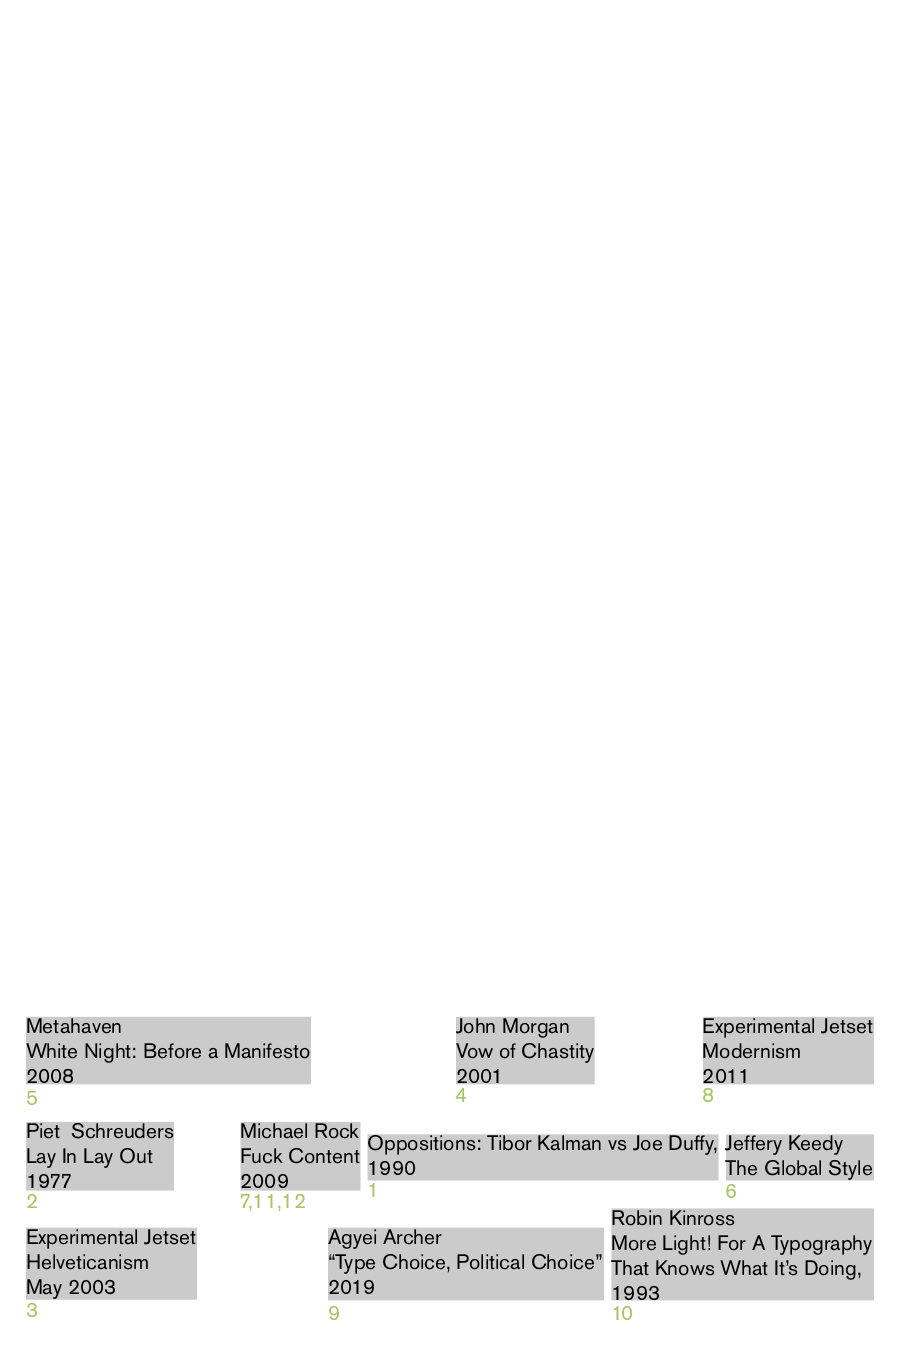 Metahaven
White Night: Before a Manifesto
2008
5
John Morgan
Vow of Chastity
2001
4
Experimental Jetset
Modernism
2011
8
Piet  Schreuders
Lay In Lay Out
1977
2
Michael Rock
Fuck Content
2009
7,11,12
Oppositions: Tibor Kalman vs Joe Duffy,
1990
1
Jeffery Keedy
The Global Style
6
Experimental Jetset
Helveticanism
May 2003
3
Agyei Archer
“Type Choice, Political Choice”
2019
9
Robin Kinross
More Light! For A Typography
That Knows What It’s Doing,
1993
10